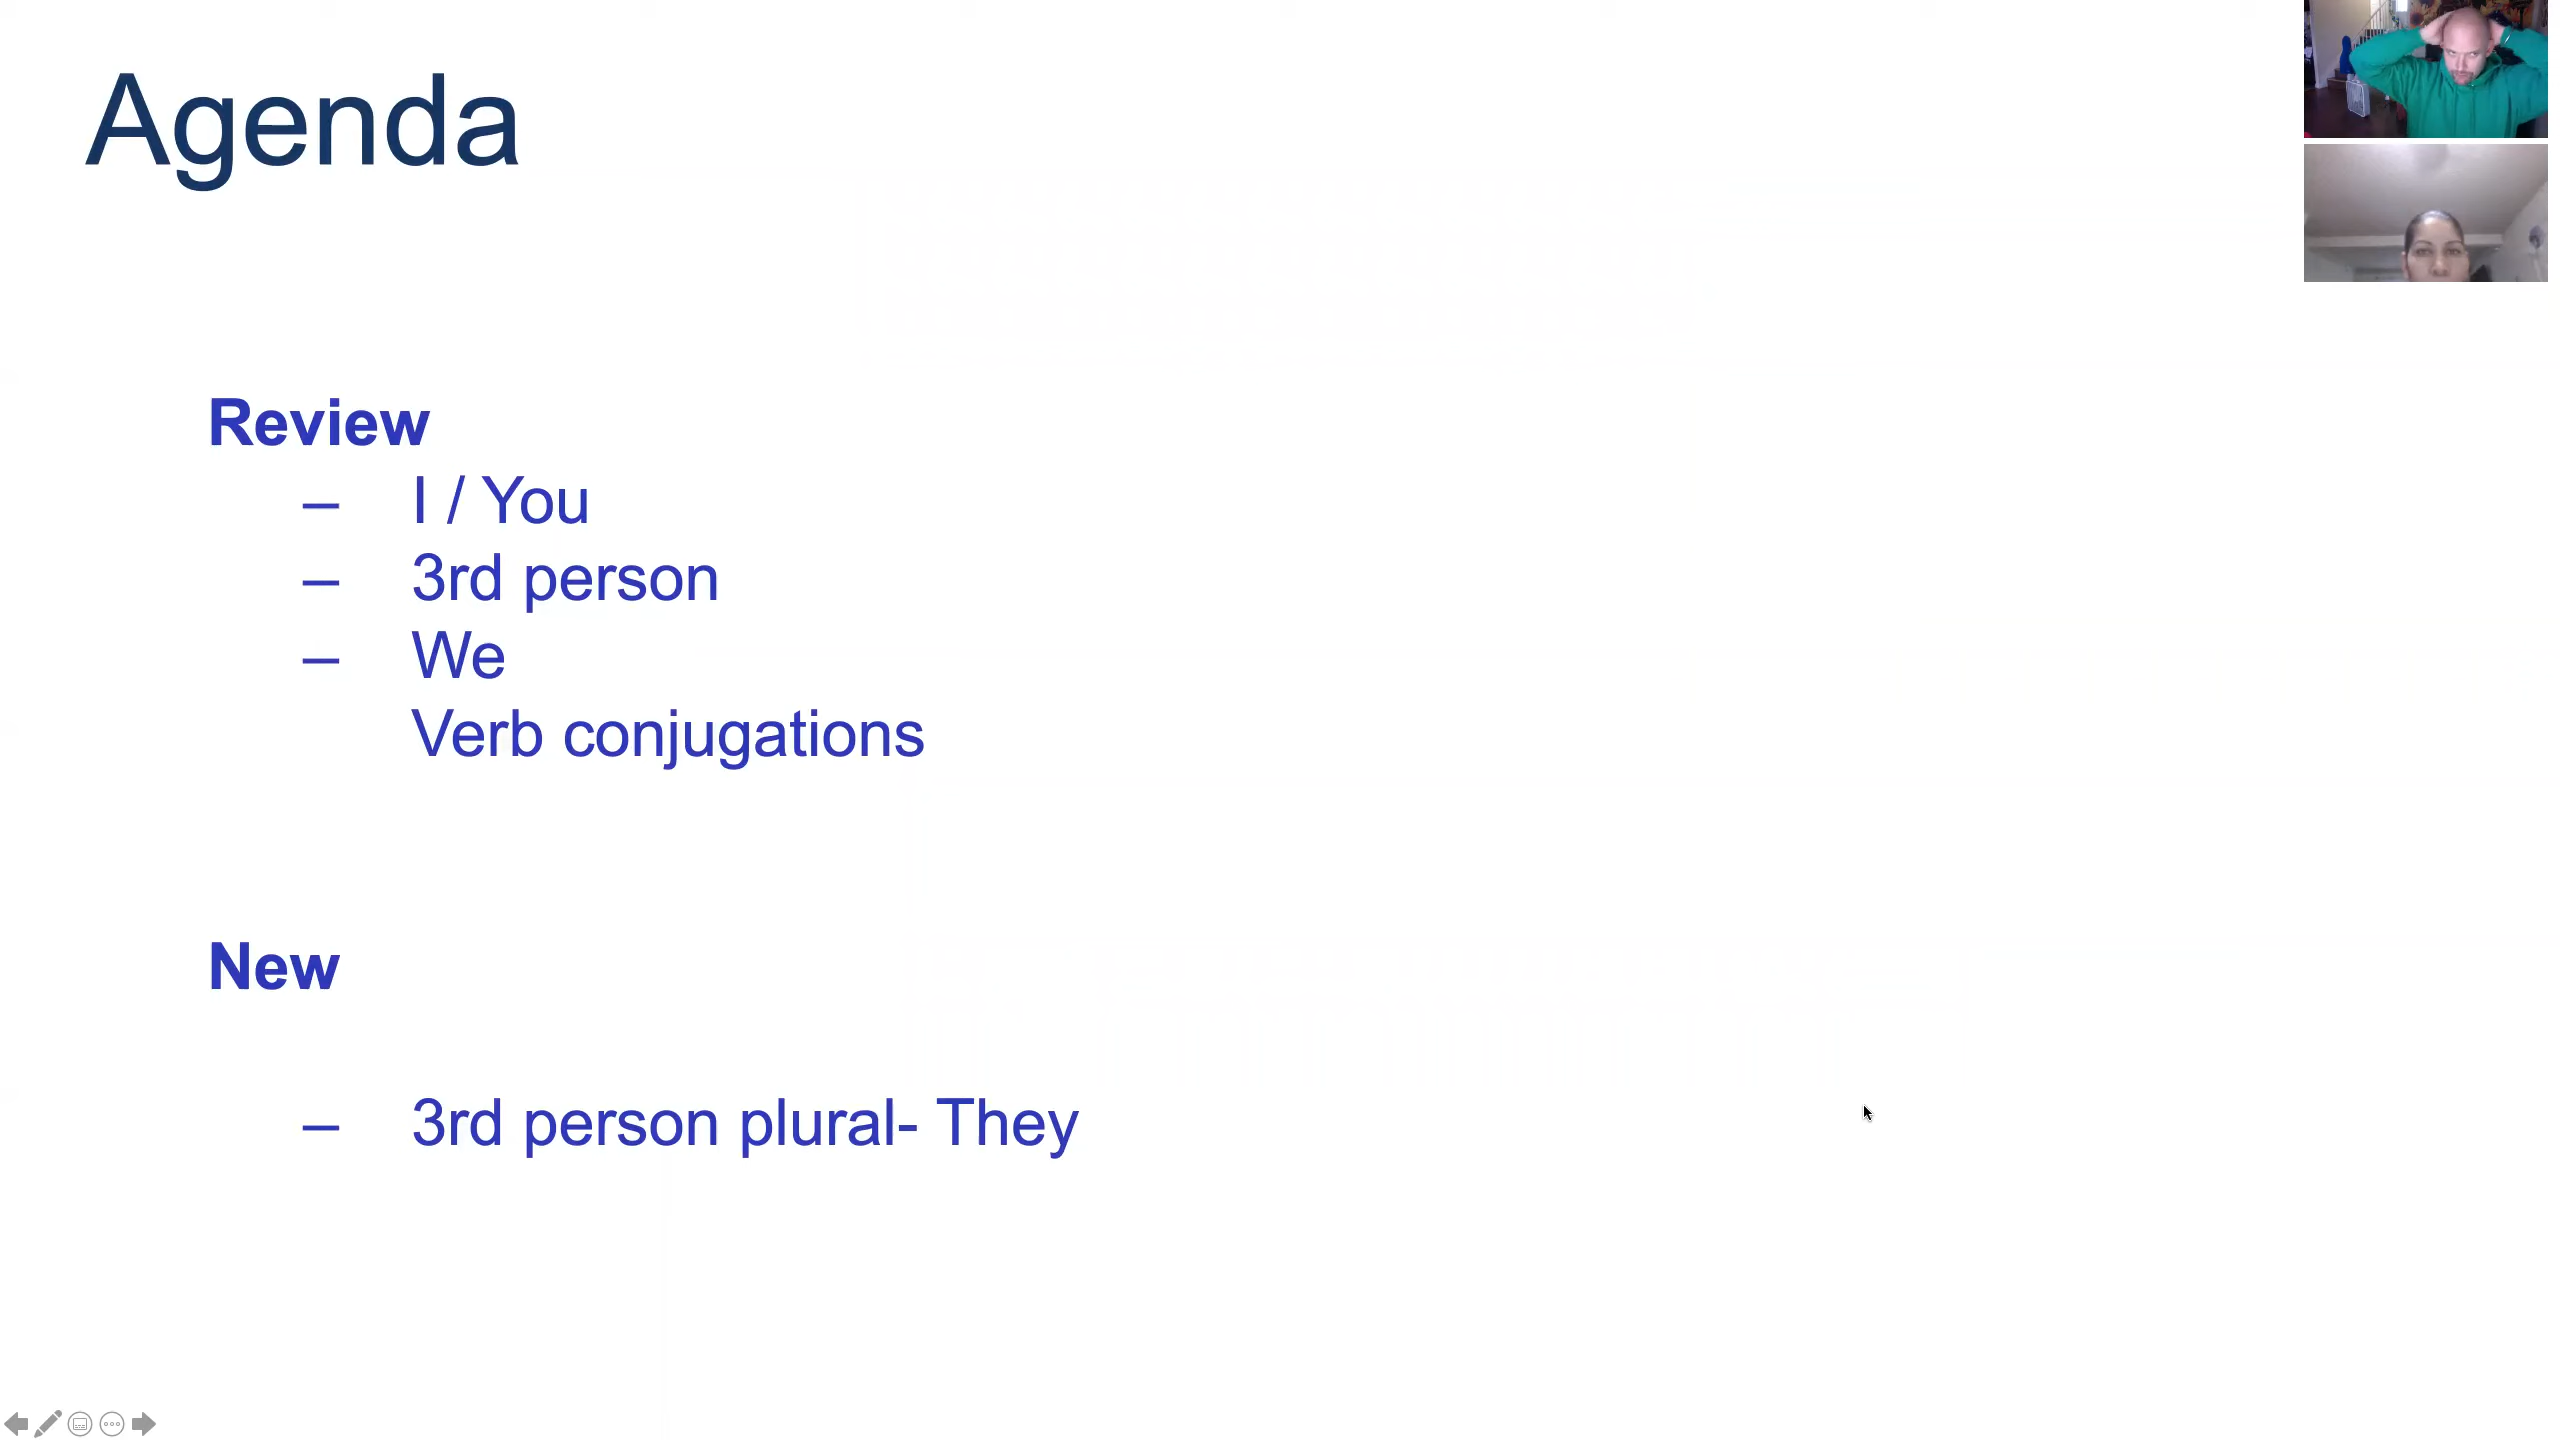 Agenda
Review
– I / You
– 3rd person
– We
Verb conjugations
New
– 3rd person plural- They